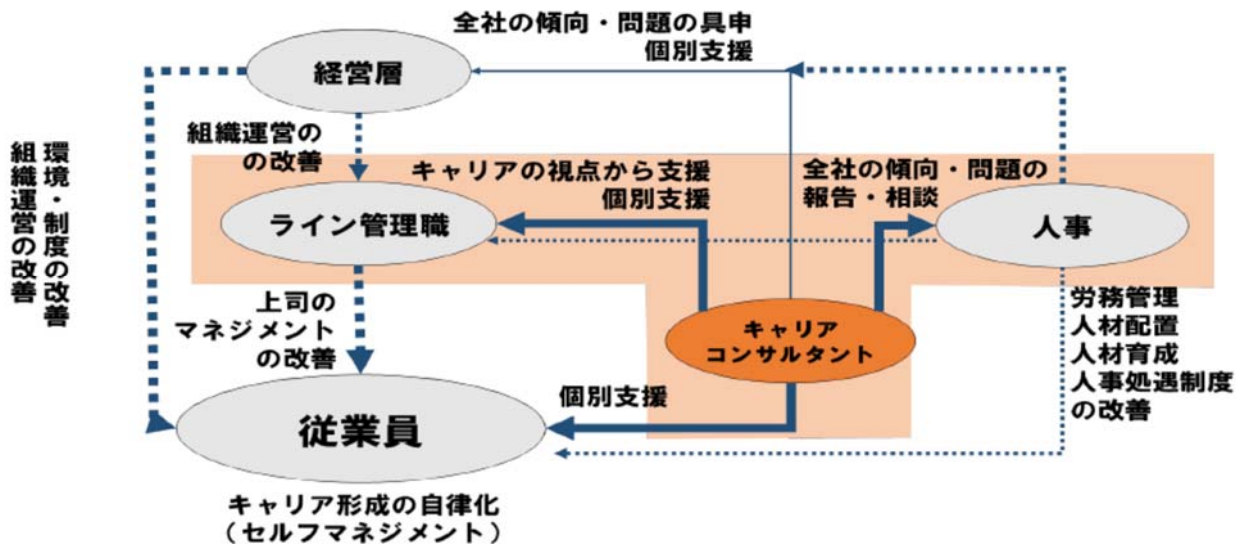 全社の傾向・問題の具申
個別支援
経営層
環境・制度の改善
組織運営の改善
組織運営の
の改善
キャリアの視点から支援
個別支援
全社の傾向・問題の
報告・相談
ライン管理職
人事
上司の
マネジメント
の改善
キャリア
コンサルタント
労務管理
人材配置
人材育成
人事処遇制度
の改善
個別支援
従業員
キャリア形成の自律化
（セルフマネジメント）